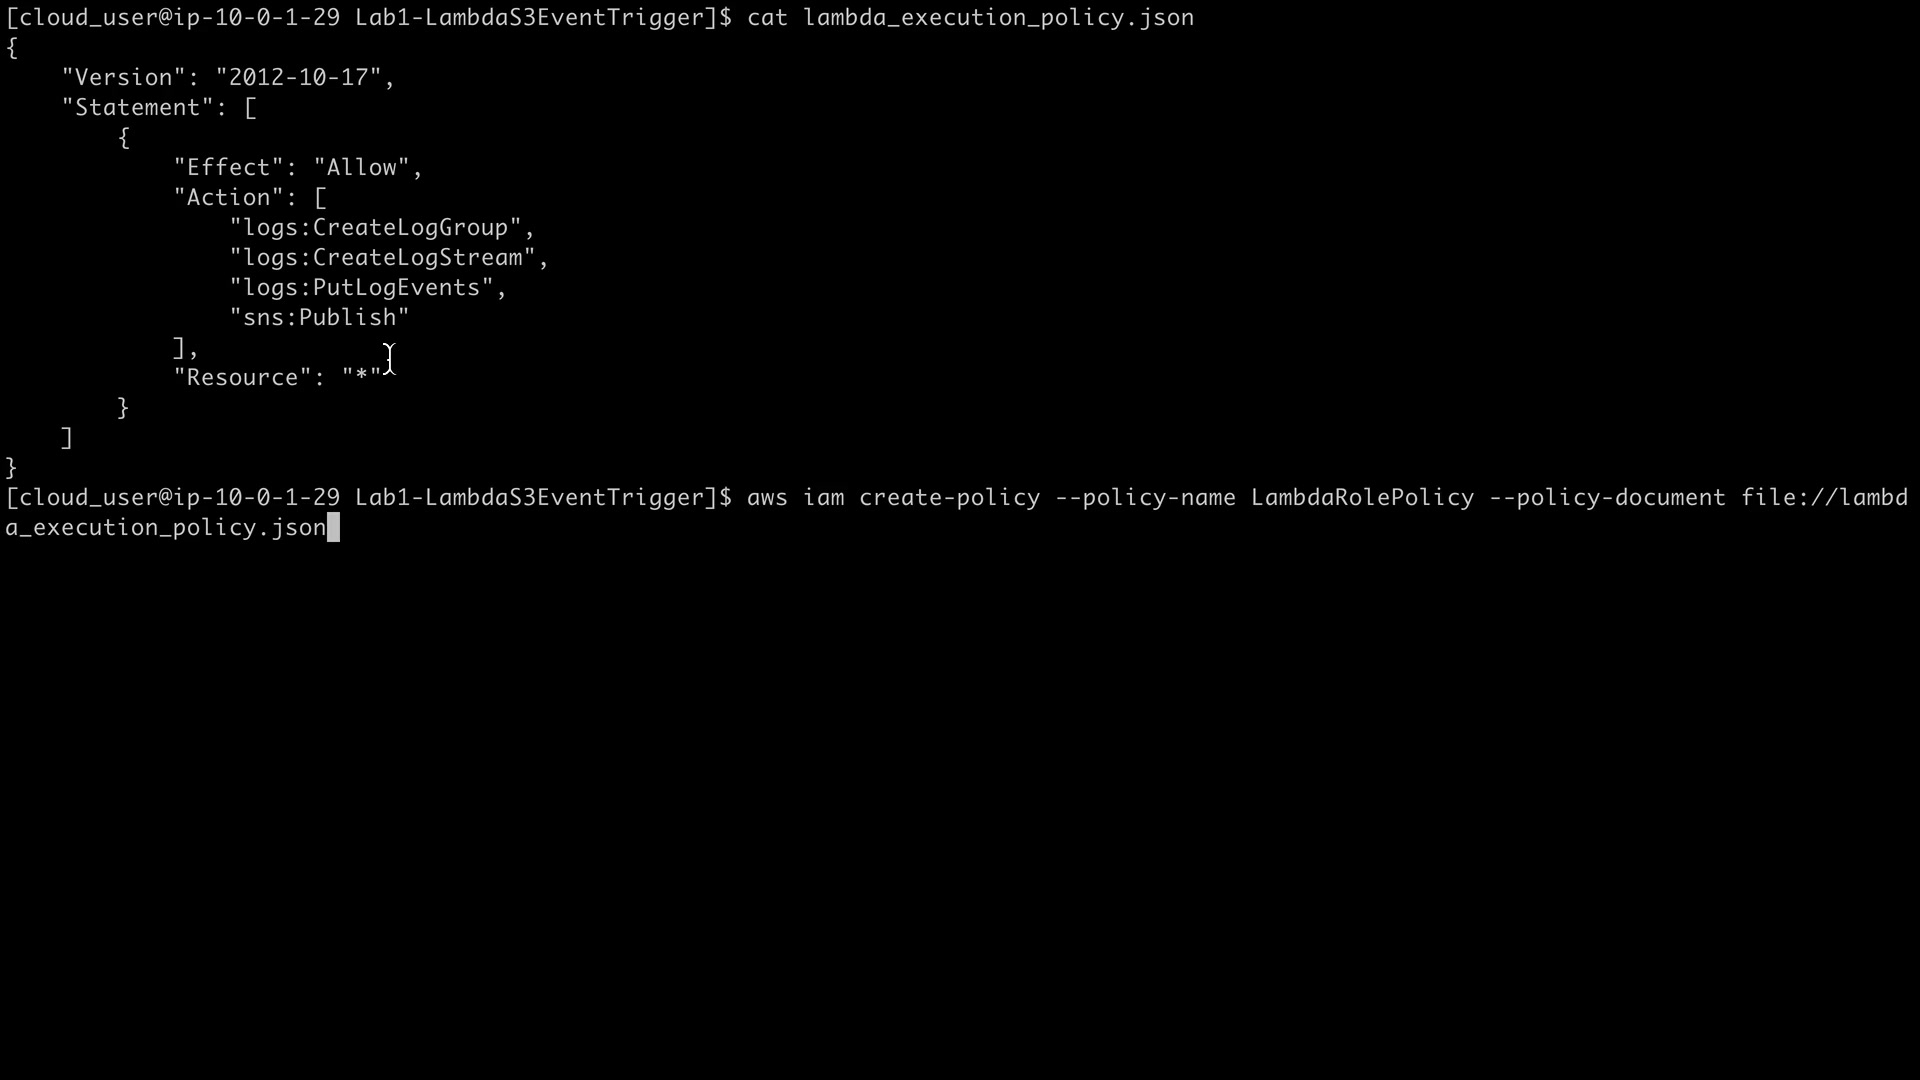 [cloud_user@ip-10-0-1-29 Lab1-LambdaS3EventTrigger]$ cat lambda_execution_policy.json
{
    "Version": "2012-10-17",
    "Statement": [
        {
            "Effect": "Allow",
            "Action": [
                "logs:CreateLogGroup",
                "logs:CreateLogStream",
                "logs:PutLogEvents",
                "sns:Publish"
            ],
            "Resource": "*"
        }
    ]
}
[cloud_user@ip-10-0-1-29 Lab1-LambdaS3EventTrigger]$ aws iam create-policy --policy-name LambdaRolePolicy --policy-document file://lambd
a_execution_policy.json